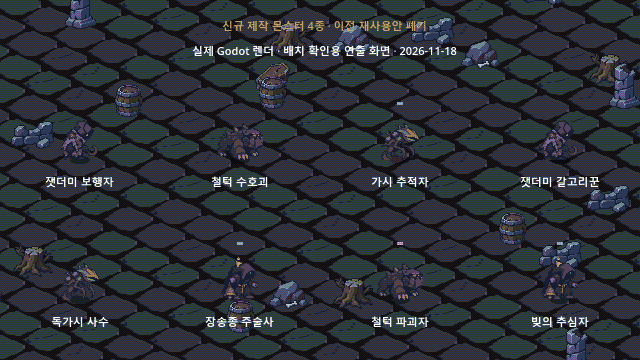 신규 제작 몬스터 4종 · 이전 재사용안 폐기
실제 Godot 렌더 · 배치 확인용 연출 화면 · 2026-11-18
잿더미 보행자
철턱 수호괴
가시 추적자
잿더미 갈고리꾼
독가시 사수
장송종 주술사
철턱 파괴자
빚의 추심자